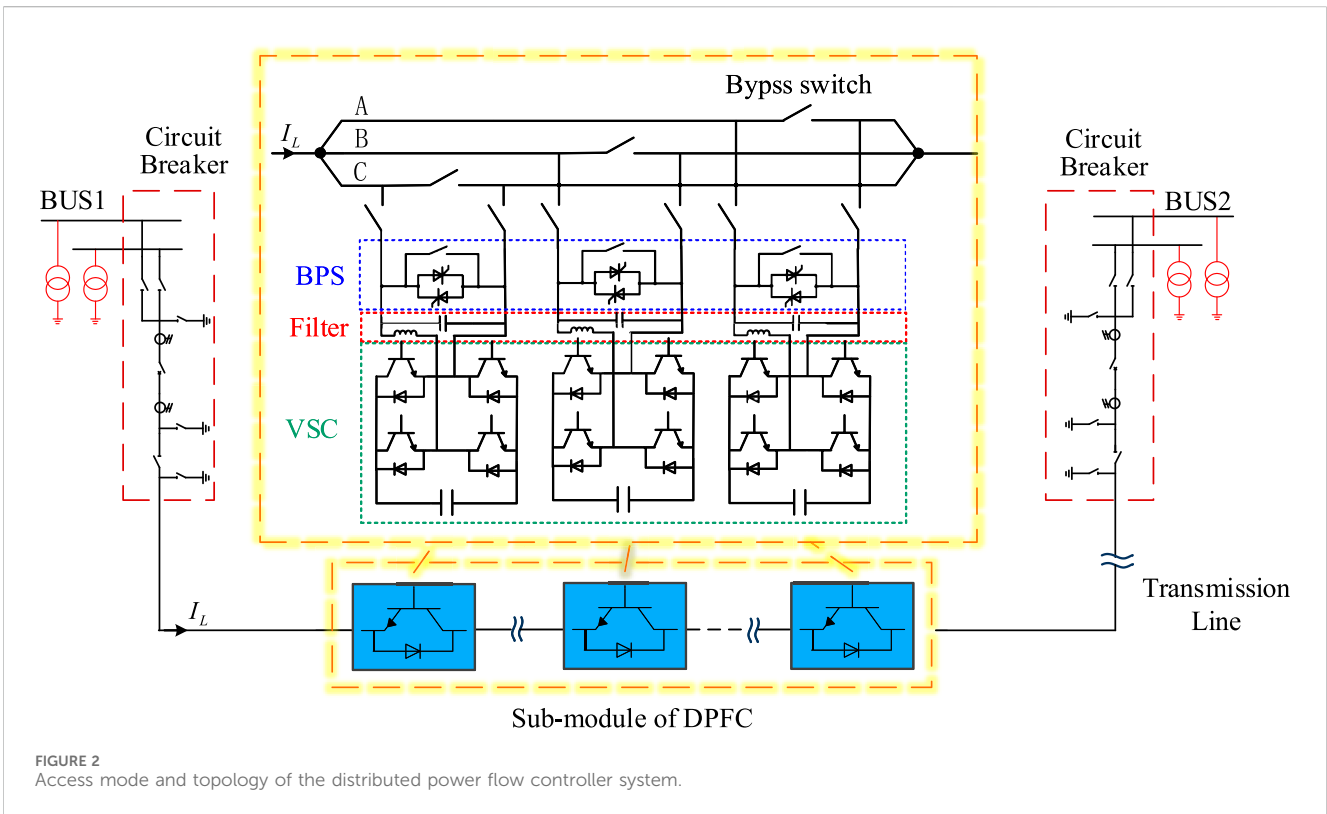 Bypss switch
A
I_L
B
C
Circuit
Breaker
Circuit
Breaker
BUS1
BUS2
BPS
Filter
VSC
I_L
Transmission
Line
Sub-module of DPFC
FIGURE 2
Access mode and topology of the distributed power flow controller system.